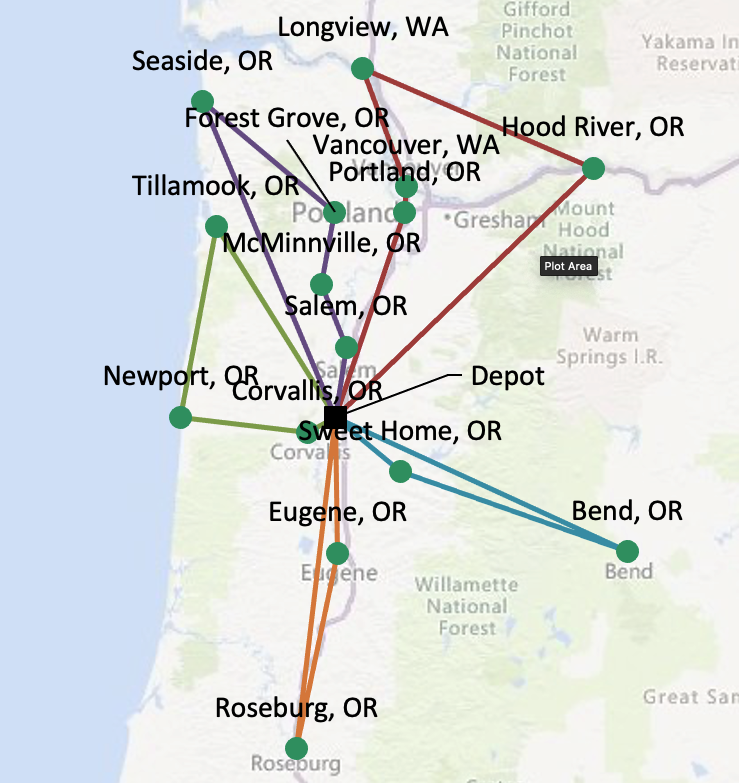 Gifford
Pinchot
National
Forest
Longview, WA
Yakama In
Reservati
Seaside, OR
Forest Grove, OR
Hood River, OR
Vancouver, WA
Vancouver
Portland, OR
Tillamook, OR
Portland
Gresham
Mount
Hood
National
Forest
McMinnville, OR
Plot Area
Salem, OR
Warm
Springs I.R.
Salem
Newport, OR
Corvallis, OR
Depot
Sweet Home, OR
Corvallis
Eugene, OR
Bend, OR
Eugene
Bend
Willamette
National
Forest
Great San
Roseburg, OR
Roseburg